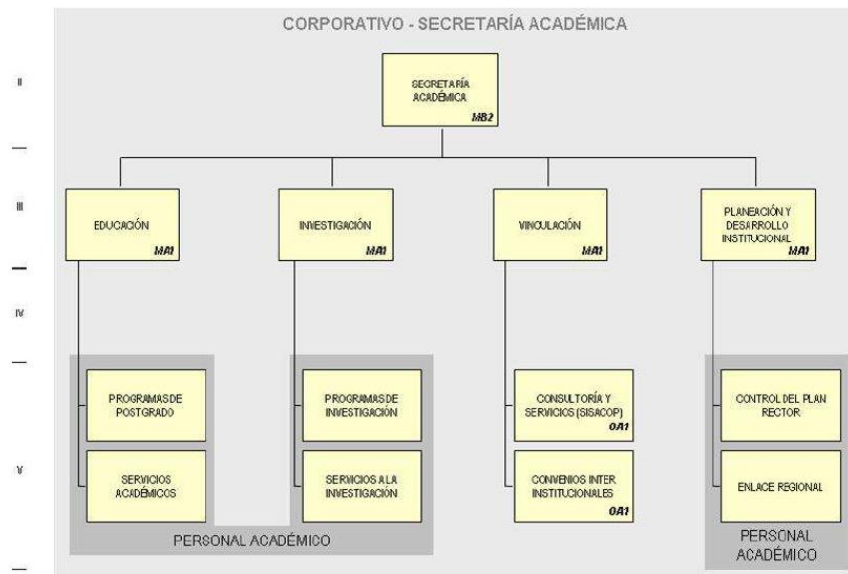 CORPORATIVO - SECRETARÍA ACADÉMICA
II
SECRETARÍA
ACADÉMICA
MB2
III
EDUCACIÓN
MA1
INVESTIGACIÓN
MA1
VINCULACIÓN
MA1
PLANEACIÓN Y
DESARROLLO
INSTITUCIONAL
MA1
IV
V
PROGRAMAS DE
POSTGRADO
PROGRAMAS DE
INVESTIGACIÓN
CONSULTORÍA Y
SERVICIOS (SISACOP)
OA1
CONTROL DEL PLAN
RECTOR
SERVICIOS
ACADÉMICOS
SERVICIOS A LA
INVESTIGACIÓN
CONVENIOS INTER
INSTITUCIONALES
OA1
ENLACE REGIONAL
PERSONAL ACADÉMICO
PERSONAL
ACADÉMICO